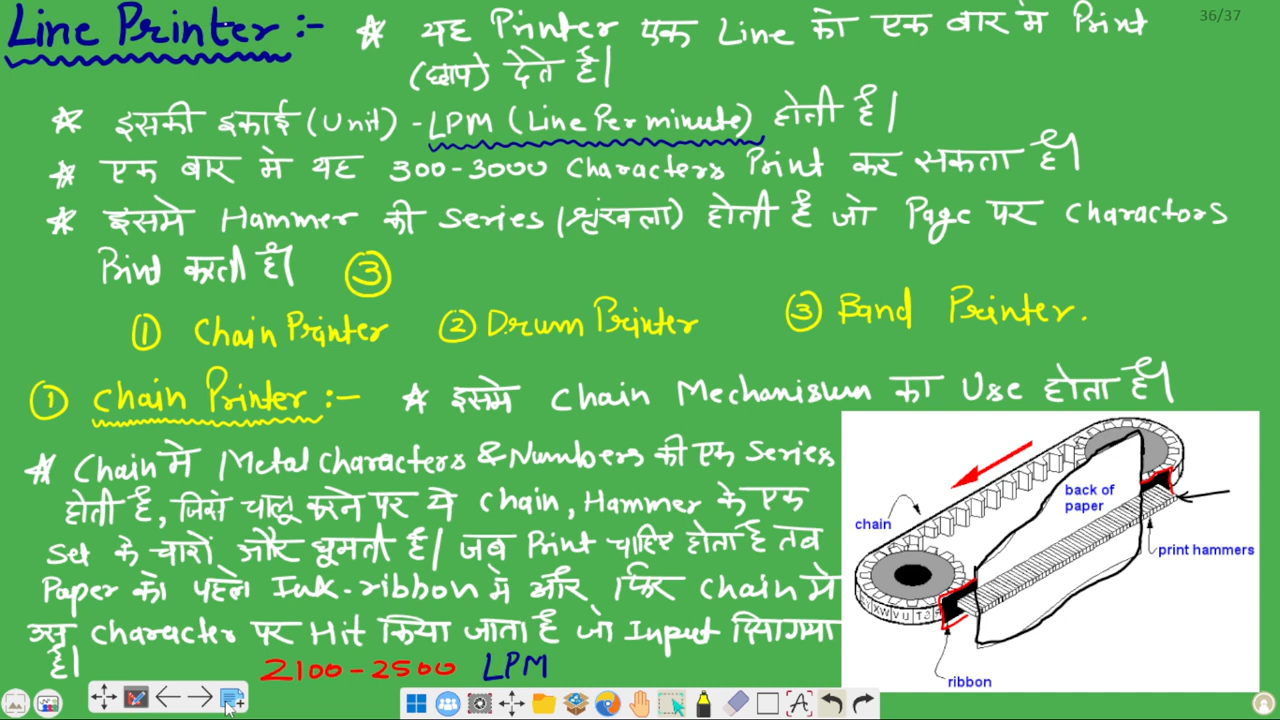 Line Printer :- * यह Printer एक Line को एक बार मे Print
(छाप) देते है।
* इसकी इकाई (Unit) - LPM (Line Per minute) होती है।
* एक बार मे यह 300-3000 Characters Print कर सकता है।
* इसमे Hammer की Series (श्रृंखला) होती है जो Page पर Charactors
Print करती है।
③
① Chain Printer ② Drum Printer ③ Band Printer.
① Chain Printer :- * इसमे Chain Mechanism का Use होता है।
* Chain मे Metal Characters & Numbers की एक Series
होती है, जिसे चालू करने पर ये Chain, Hammer के एक
Set के चारों और घूमती है। जब Print चाहिए होता है तब
Paper को पहले Ink-ribbon मे और फिर Chain मे
उस Character पर Hit किया जाता है जो Input दिया गया
है।
2100-2500 LPM
chain
back of
paper
print hammers
ribbon
36/37